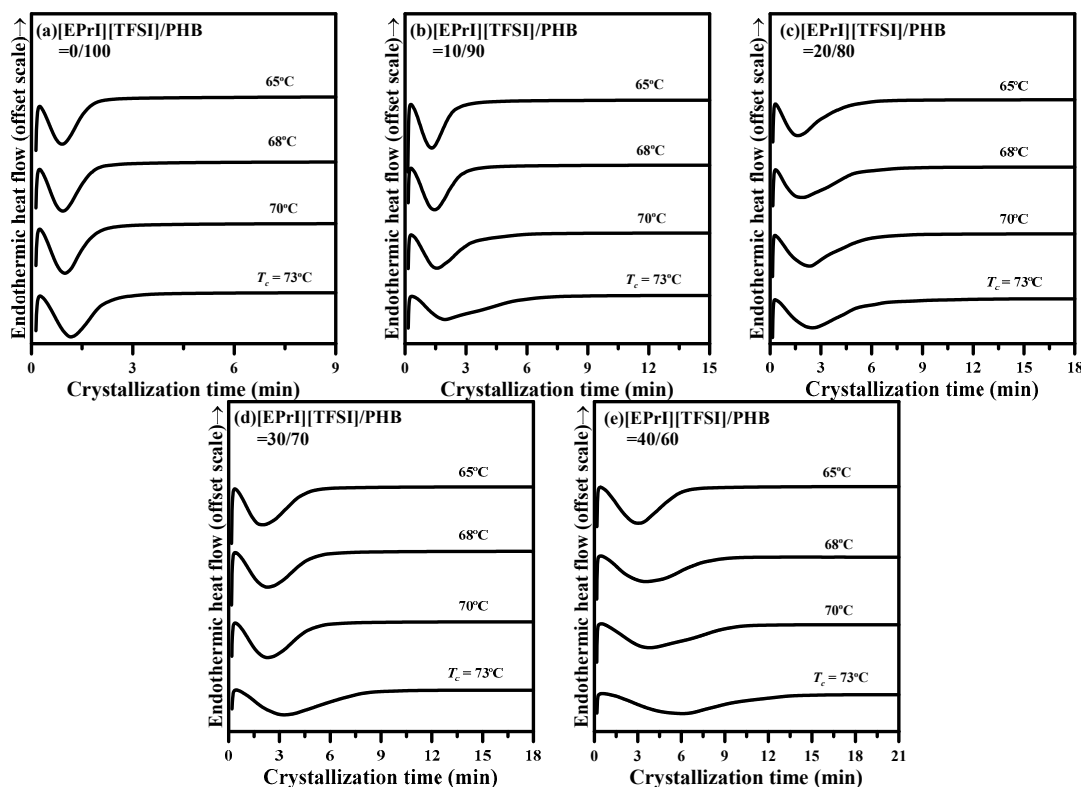 (a)[EPrI][TFSI]/PHB
=0/100
65°C
68°C
70°C
T_c = 73°C
0 3 6 9
Crystallization time (min)
Endothermic heat flow (offset scale)→
(b)[EPrI][TFSI]/PHB
=10/90
65°C
68°C
70°C
T_c = 73°C
0 3 6 9 12 15
Crystallization time (min)
Endothermic heat flow (offset scale)→
(c)[EPrI][TFSI]/PHB
=20/80
65°C
68°C
70°C
T_c = 73°C
0 3 6 9 12 15 18
Crystallization time (min)
Endothermic heat flow (offset scale)→
(d)[EPrI][TFSI]/PHB
=30/70
65°C
68°C
70°C
T_c = 73°C
0 3 6 9 12 15 18
Crystallization time (min)
Endothermic heat flow (offset scale)→
(e)[EPrI][TFSI]/PHB
=40/60
65°C
68°C
70°C
T_c = 73°C
0 3 6 9 12 15 18 21
Crystallization time (min)
Endothermic heat flow (offset scale)→